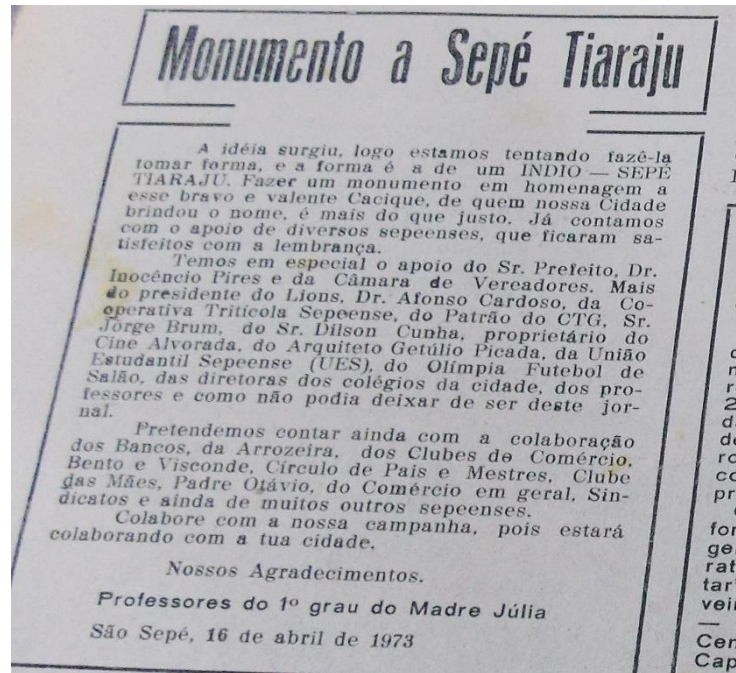 Monumento a Sepé Tiaraju
A idéia surgiu, logo estamos tentando fazê-la
tomar forma, e a forma é a de um INDIO — SEPÉ
TIARAJU. Fazer um monumento em homenagem a
esse bravo e valente Cacique, de quem nossa Cidade
brindou o nome, é mais do que justo. Já contamos
com o apoio de diversos sepeenses, que ficaram sa-
tisfeitos com a lembrança.
Temos em especial o apoio do Sr. Prefeito, Dr.
Inocêncio Pires e da Câmara de Vereadores. Mais
do presidente do Lions, Dr. Afonso Cardoso, da Co-
operativa Tritícola Sepeense, do Patrão do CTG, Sr.
Jorge Brum, do Sr. Dilson Cunha, proprietário do
Cine Alvorada, do Arquiteto Getúlio Picada, da União
Estudantil Sepeense (UES), do Olímpia Futebol de
Salão, das diretoras dos colégios da cidade, dos pro-
fessores e como não podia deixar de ser deste jor-
nal.
Pretendemos contar ainda com a colaboração
dos Bancos, da Arrozeira, dos Clubes do Comércio,
Bento e Visconde, Círculo de Pais e Mestres, Clube
das Mães, Padre Otávio, do Comércio em geral, Sin-
dicatos e ainda de muitos outros sepeenses.
Colabore com a nossa campanha, pois estará
colaborando com a tua cidade.
Nossos Agradecimentos.
Professores do 1º grau do Madre Júlia
São Sepé, 16 de abril de 1973